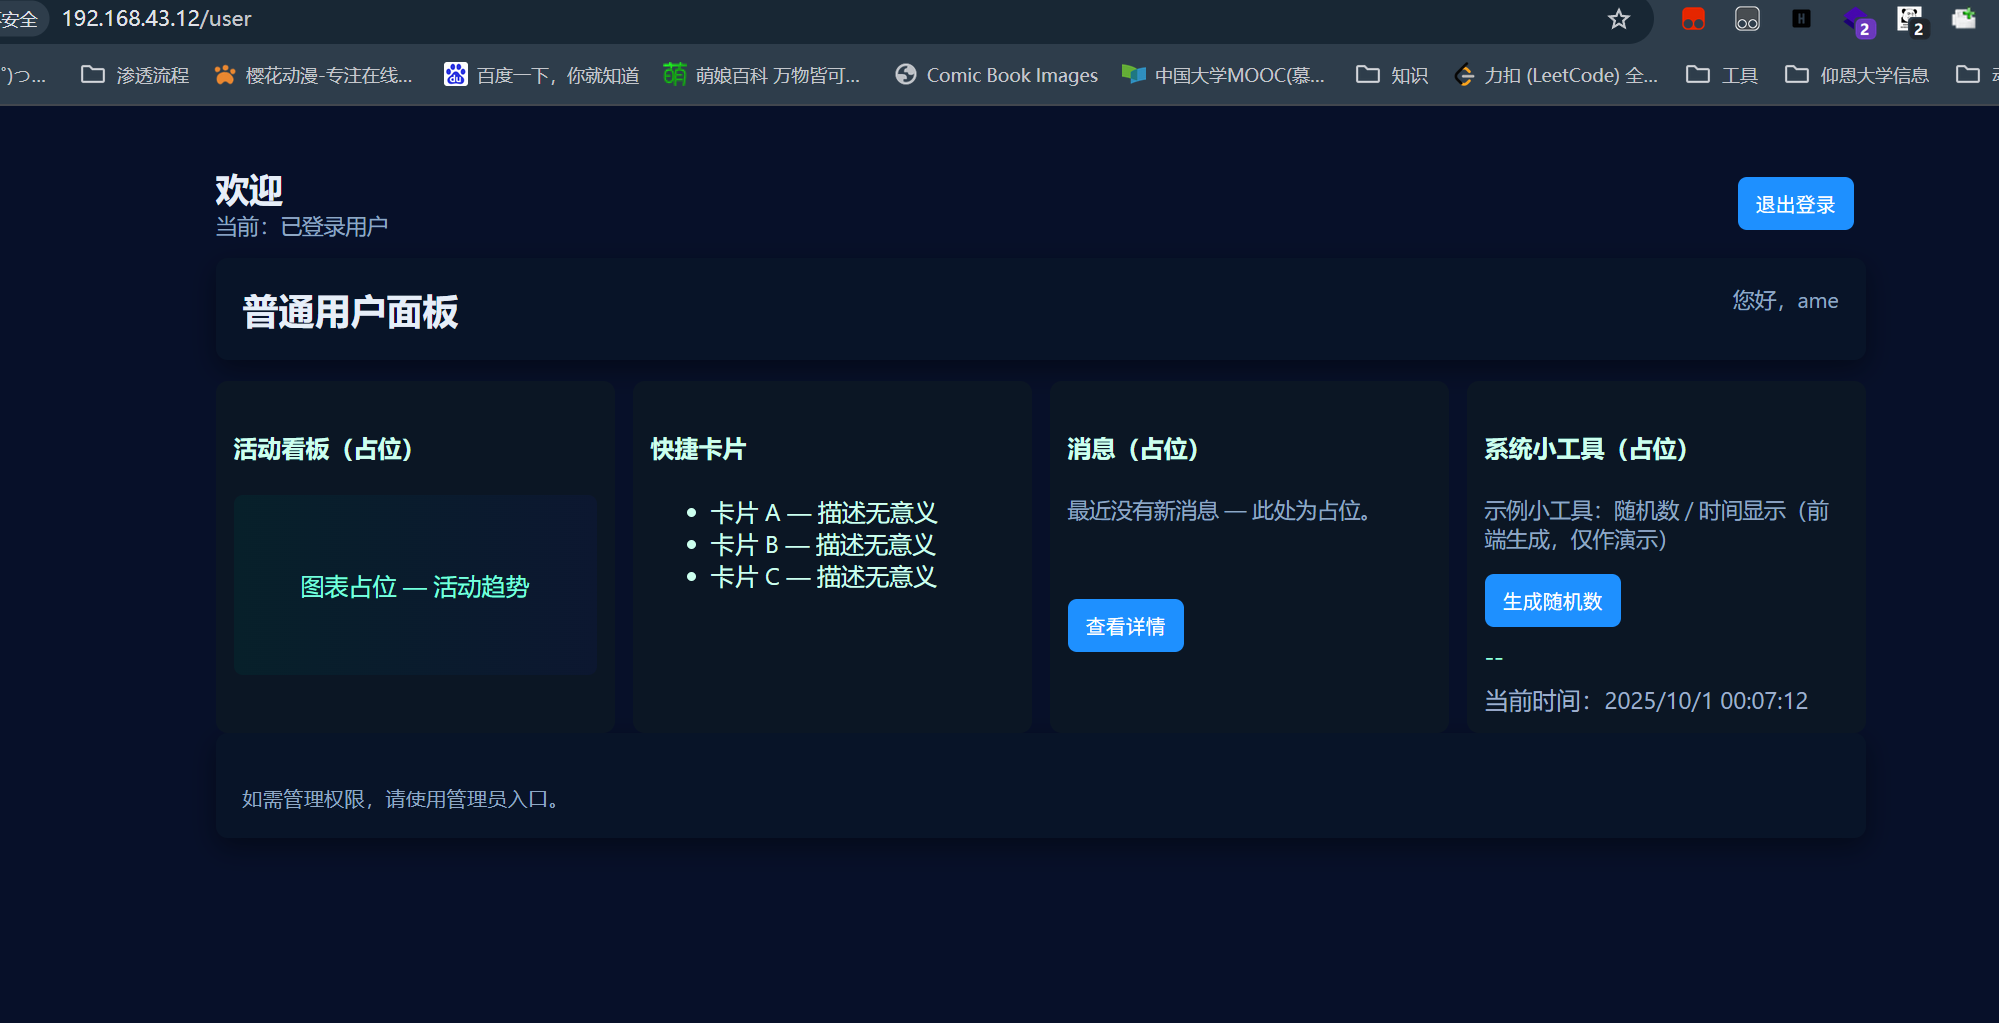 安全 192.168.43.12/user
2 2
°)つ... 渗透流程 樱花动漫-专注在线... 百度一下，你就知道 萌娘百科 万物皆可... Comic Book Images 中国大学MOOC(慕... 知识 力扣 (LeetCode) 全... 工具 仰恩大学信息
欢迎
当前：已登录用户
退出登录
普通用户面板
您好，ame
活动看板（占位）
图表占位 — 活动趋势
快捷卡片
• 卡片 A — 描述无意义
• 卡片 B — 描述无意义
• 卡片 C — 描述无意义
消息（占位）
最近没有新消息 — 此处为占位。
查看详情
系统小工具（占位）
示例小工具：随机数 / 时间显示（前
端生成，仅作演示）
生成随机数
--
当前时间：2025/10/1 00:07:12
如需管理权限，请使用管理员入口。